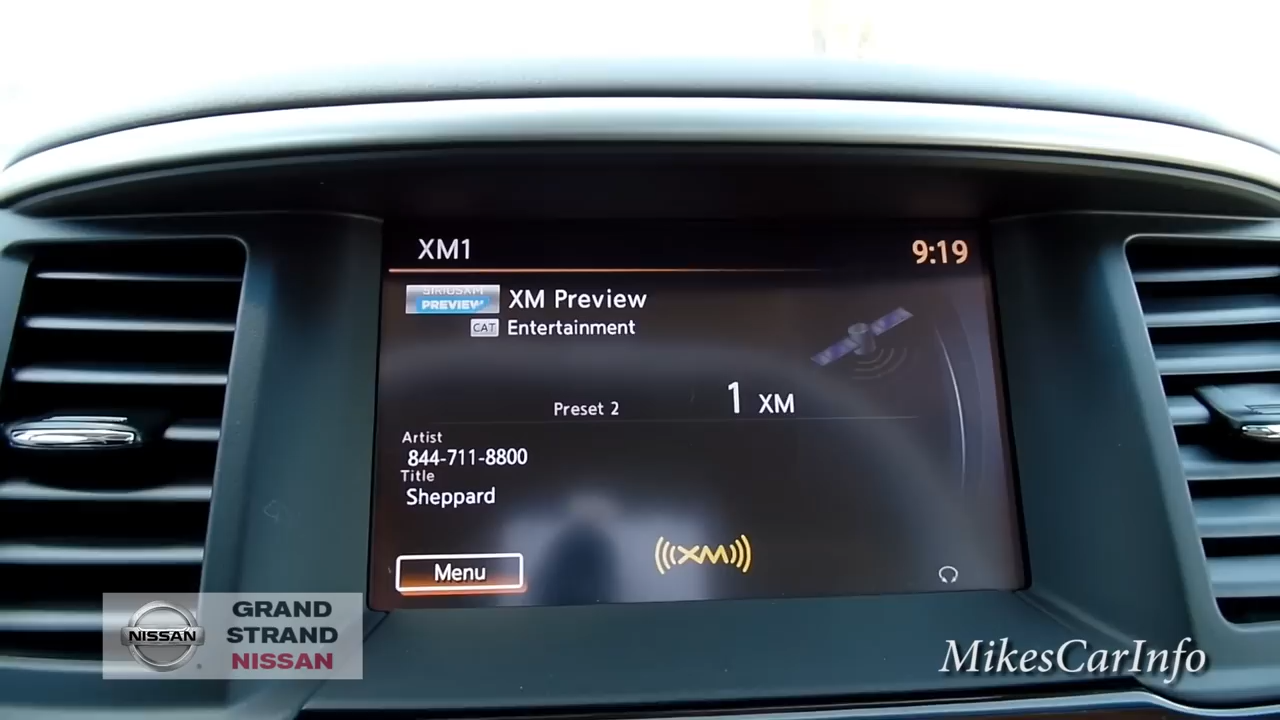 XM1
9:19
SIRIUSXM
PREVIEW
XM Preview
CAT Entertainment
Preset 2
1 XM
Artist
844-711-8800
Title
Sheppard
((XM))
Menu
NISSAN
GRAND
STRAND
NISSAN
MikesCarInfo